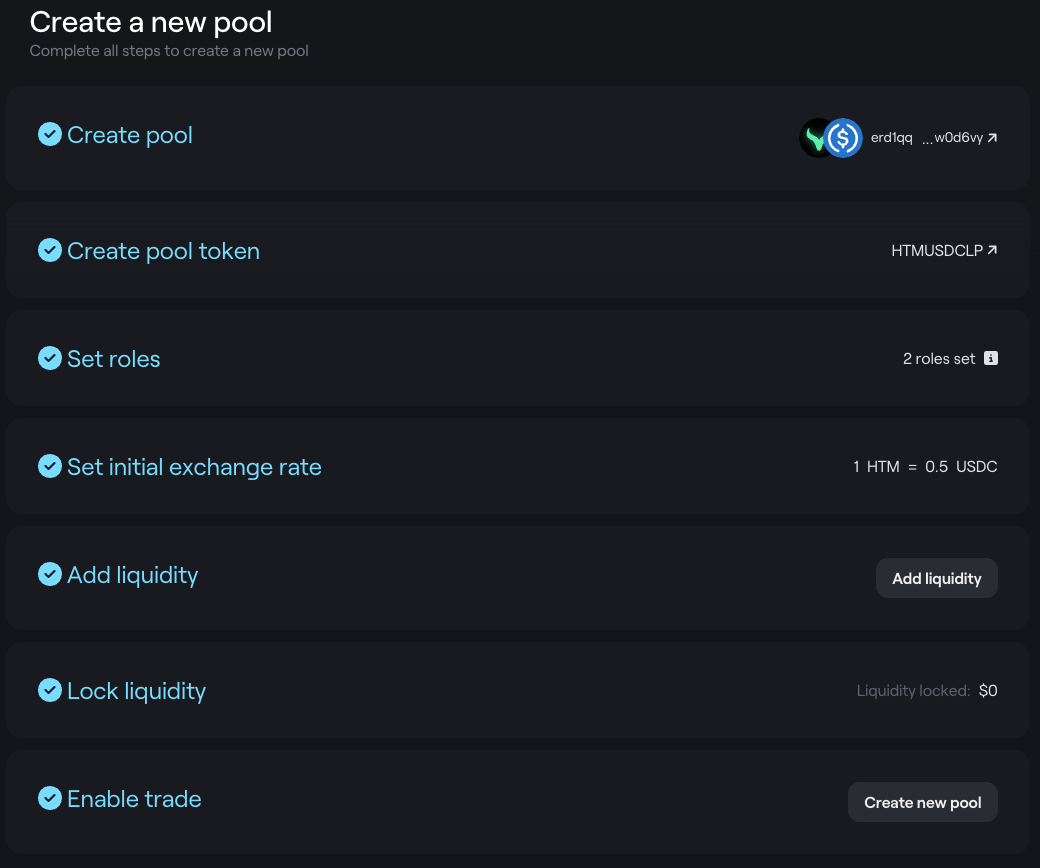 Create a new pool
Complete all steps to create a new pool
Create pool
erd1qq ...w0d6vy
Create pool token
HTMUSDCLP
Set roles
2 roles set
Set initial exchange rate
1 HTM = 0.5 USDC
Add liquidity
Add liquidity
Lock liquidity
Liquidity locked: $0
Enable trade
Create new pool